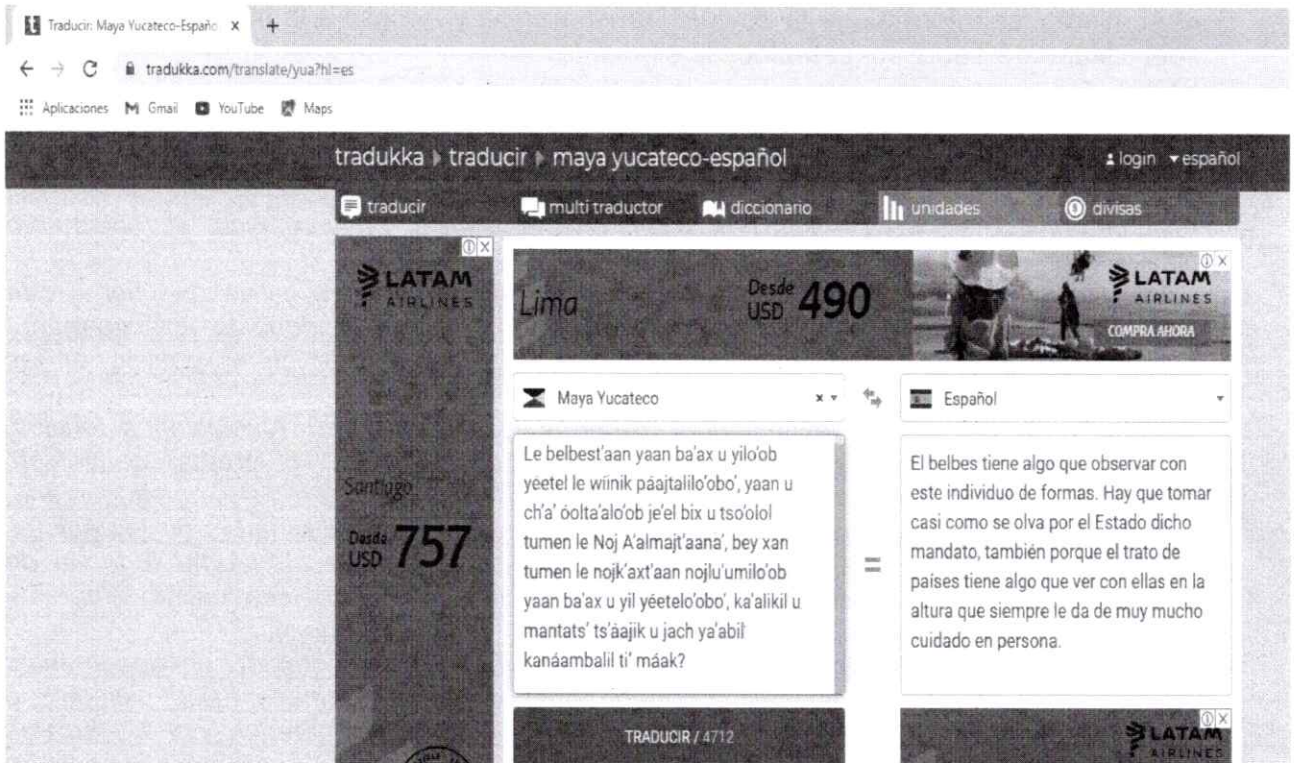 Traducir: Maya Yucateco-Españo x +
tradukka.com/translate/yua?hl=es
Aplicaciones Gmail YouTube Maps
tradukka traducir maya yucateco-español login español
traducir multi traductor diccionario unidades divisas
LATAM
AIRLINES
Santiago
Desde
USD 757
Lima
Desde
USD 490
LATAM
AIRLINES
COMPRA AHORA
Maya Yucateco x
Español
Le belbest'aan yaan ba'ax u yilo'ob
yéetel le wíinik páajtalilo'obo', yaan u
ch'a' óolta'alo'ob je'el bix u tso'olol
tumen le Noj A'almajt'aana', bey xan
tumen le nojk'axt'aan nojlu'umilo'ob
yaan ba'ax u yil yéetelo'obo', ka'alikil u
mantats' ts'áajik u jach ya'abil
kanáambalil ti' máak?
=
El belbes tiene algo que observar con
este individuo de formas. Hay que tomar
casi como se olva por el Estado dicho
mandato, también porque el trato de
países tiene algo que ver con ellas en la
altura que siempre le da de muy mucho
cuidado en persona.
TRADUCIR / 4712
LATAM
AIRLINES